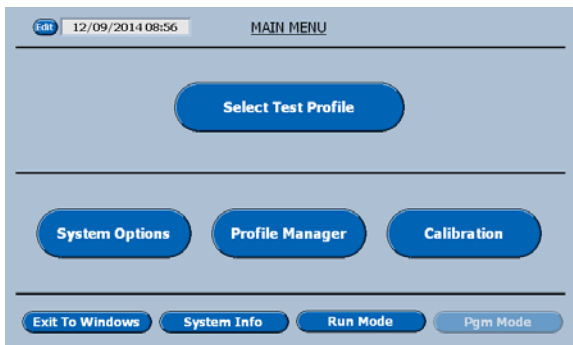 Edit 12/09/2014 08:56 MAIN MENU
Select Test Profile
System Options Profile Manager Calibration
Exit To Windows System Info Run Mode Pgm Mode